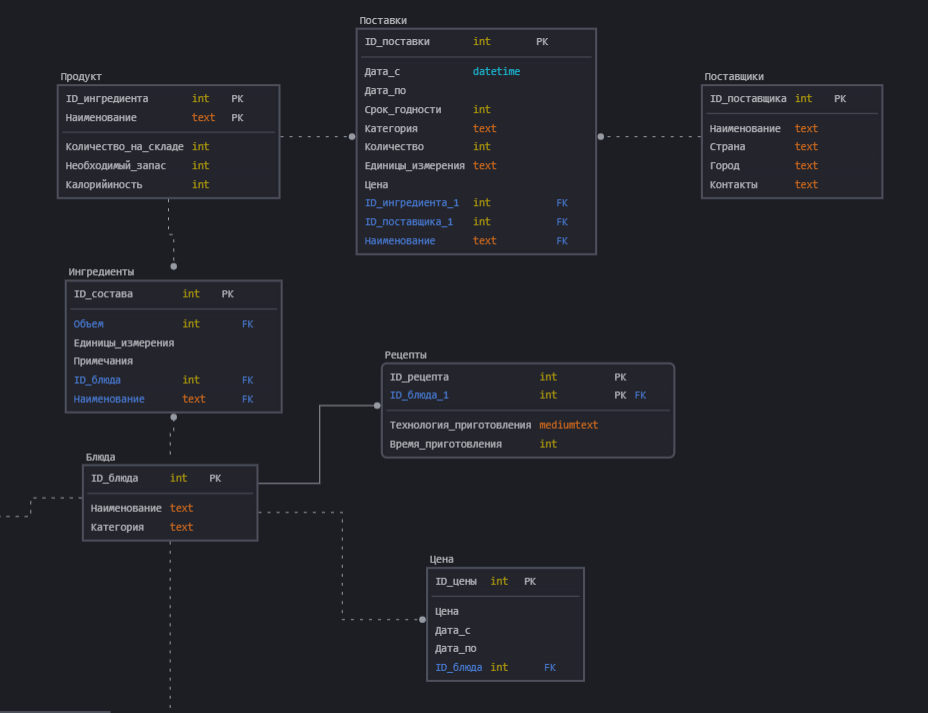 Поставки
ID_поставки int PK
Дата_с datetime
Дата_по
Срок_годности int
Категория text
Количество int
Единицы_измерения text
Цена
ID_ингредиента_1 int FK
ID_поставщика_1 int FK
Наименование text FK
Продукт
ID_ингредиента int PK
Наименование text PK
Количество_на_складе int
Необходимый_запас int
Калорийиность int
Поставщики
ID_поставщика int PK
Наименование text
Страна text
Город text
Контакты text
Ингредиенты
ID_состава int PK
Объем int FK
Единицы_измерения
Примечания
ID_блюда int FK
Наименование text FK
Рецепты
ID_рецепта int PK
ID_блюда_1 int PK FK
Технология_приготовления mediumtext
Время_приготовления int
Блюда
ID_блюда int PK
Наименование text
Категория text
Цена
ID_цены int PK
Цена
Дата_с
Дата_по
ID_блюда int FK